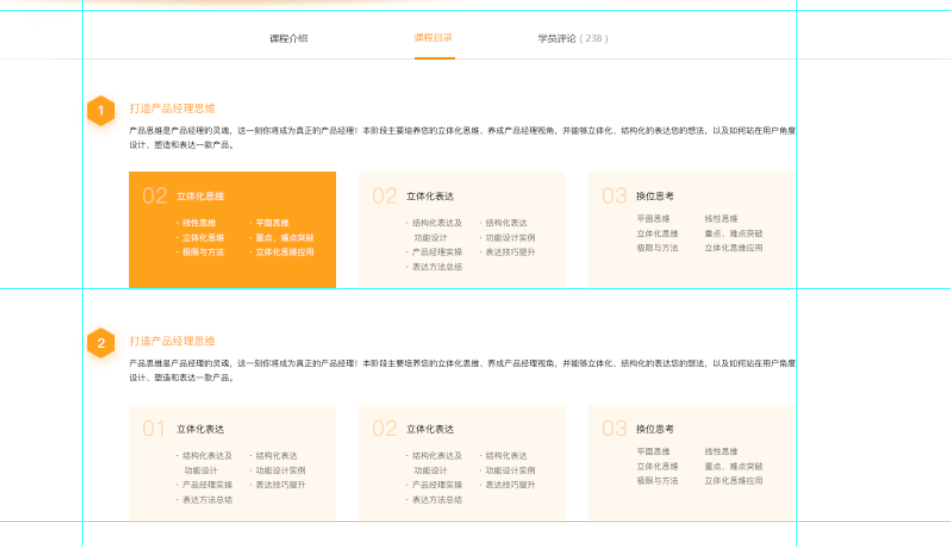 课程介绍 课程目录 学员评论（238）
1 打造产品经理思维
产品思维是产品经理的灵魂，这一刻你将成为真正的产品经理！本阶段主要培养您的立体化思维、养成产品经理视角，并能够立体化、结构化的表达您的想法，以及如何站在用户角度
设计、塑造和表达一款产品。
02 立体化思维
· 线性思维 · 平面思维
· 立体化思维 · 重点、难点突破
· 极限与方法 · 立体化思维应用
02 立体化表达
· 结构化表达及 · 结构化表达
功能设计 · 功能设计实例
· 产品经理实操 · 表达技巧提升
· 表达方法总结
03 换位思考
平面思维 线性思维
立体化思维 重点、难点突破
极限与方法 立体化思维应用
2 打造产品经理思维
产品思维是产品经理的灵魂，这一刻你将成为真正的产品经理！本阶段主要培养您的立体化思维、养成产品经理视角，并能够立体化、结构化的表达您的想法，以及如何站在用户角度
设计、塑造和表达一款产品。
01 立体化表达
· 结构化表达及 · 结构化表达
功能设计 · 功能设计实例
· 产品经理实操 · 表达技巧提升
· 表达方法总结
02 立体化表达
· 结构化表达及 · 结构化表达
功能设计 · 功能设计实例
· 产品经理实操 · 表达技巧提升
· 表达方法总结
03 换位思考
平面思维 线性思维
立体化思维 重点、难点突破
极限与方法 立体化思维应用